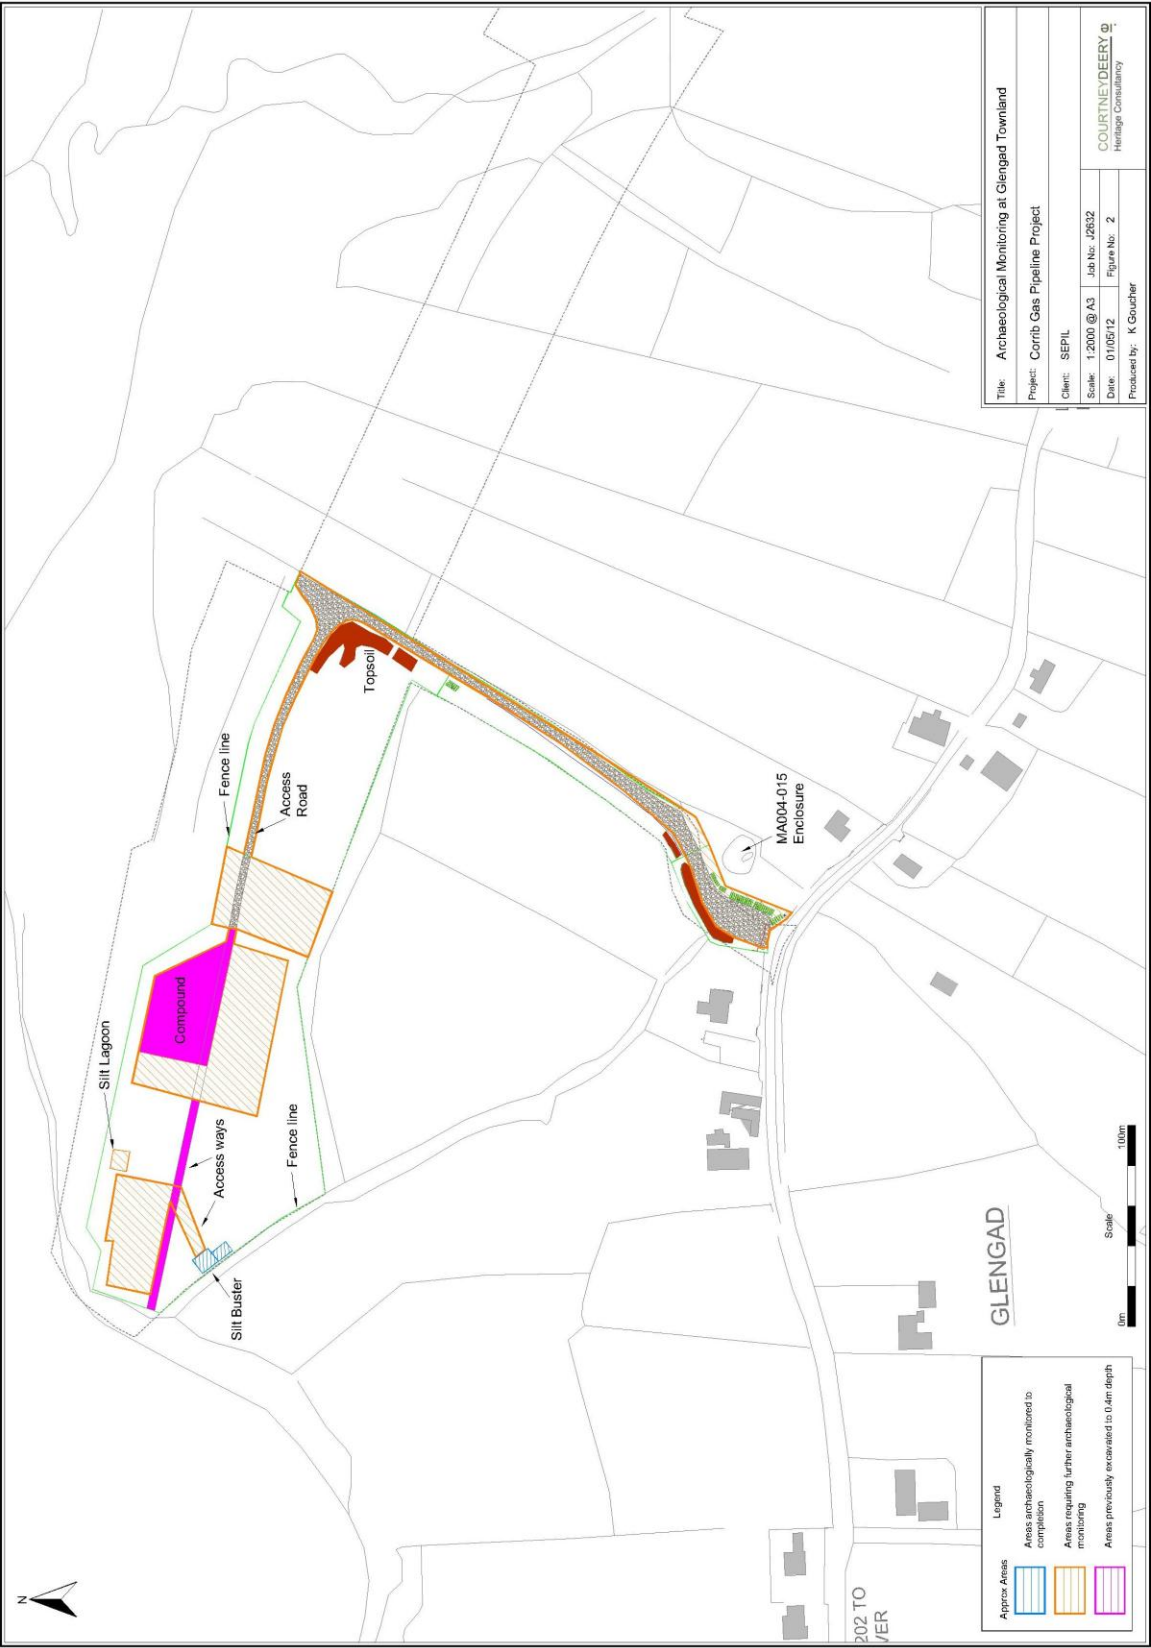 N
Silt Lagoon
Compound
Fence line
Access
Road
Topsoil
Access ways
Fence line
Silt Buster
MA004-015
Enclosure
GLENGAD
202 TO
VER
Approx Areas
Legend
Areas archaeologically monitored to
completion
Areas requiring further archaeological
monitoring
Areas previously excavated to 0.4m depth
Scale
0m
100m
Title: Archaeological Monitoring at Glengad Townland
Project: Corrib Gas Pipeline Project
Client: SEPIL
Scale: 1:2000 @ A3 Job No: J2632
Date: 01/05/12 Figure No: 2
Produced by: K Goucher
COURTNEYDEERY
Heritage Consultancy